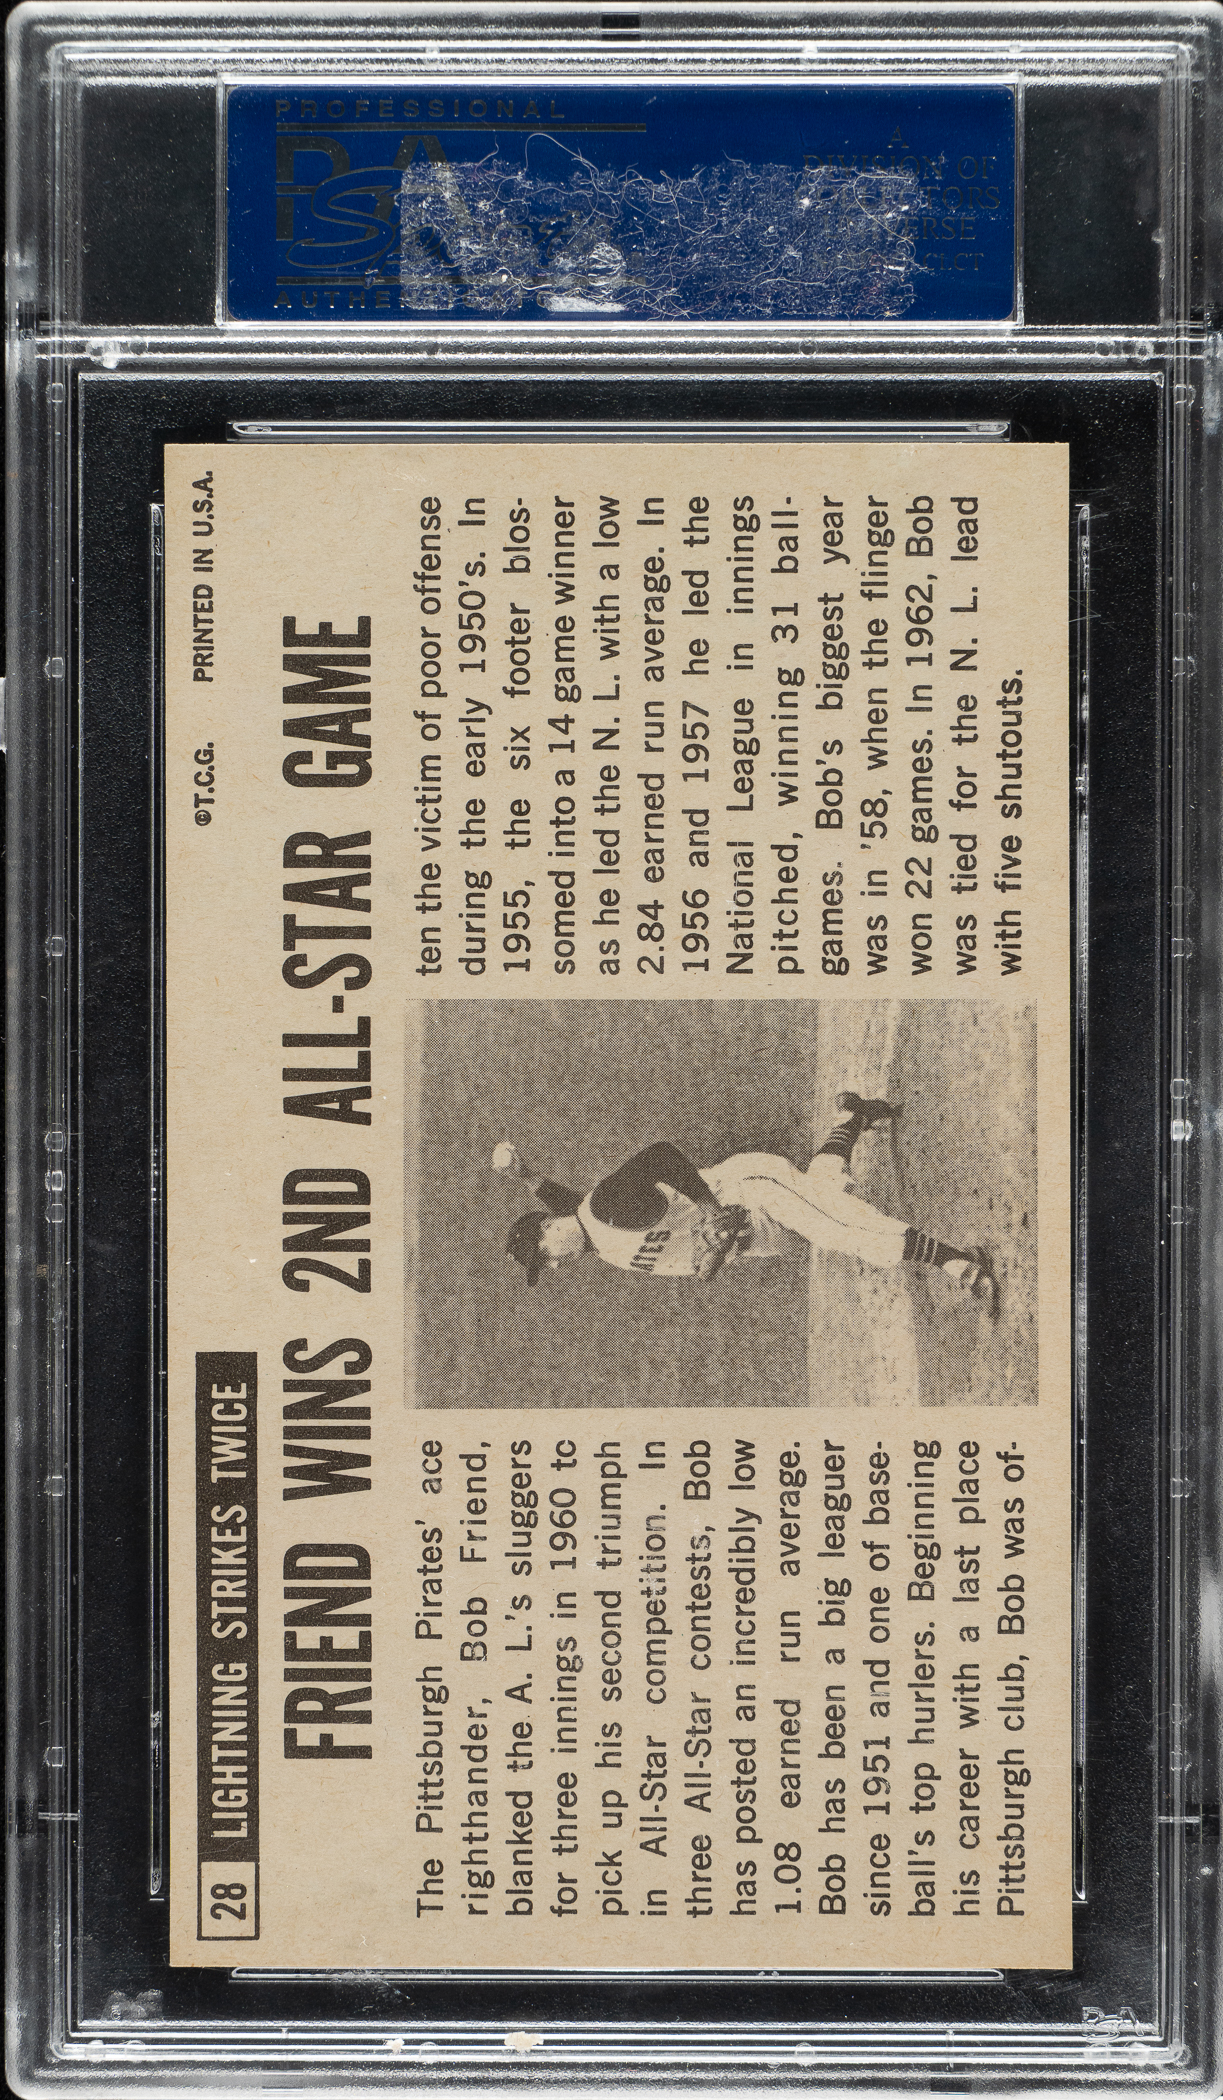 PROFESSIONAL
PSA
A
DIVISION OF
UNIVERSE
CLCT
28 LIGHTNING STRIKES TWICE
©T.C.G. PRINTED IN U.S.A.
FRIEND WINS 2ND ALL-STAR GAME
The Pittsburgh Pirates' ace
righthander, Bob Friend,
blanked the A. L.'s sluggers
for three innings in 1960 to
pick up his second triumph
in All-Star competition. In
three All-Star contests, Bob
has posted an incredibly low
1.08 earned run average.
Bob has been a big leaguer
since 1951 and one of base-
ball's top hurlers. Beginning
his career with a last place
Pittsburgh club, Bob was of-
ten the victim of poor offense
during the early 1950's. In
1955, the six footer blos-
somed into a 14 game winner
as he led the N. L. with a low
2.84 earned run average. In
1956 and 1957 he led the
National League in innings
pitched, winning 31 ball-
games. Bob's biggest year
was in '58, when the flinger
won 22 games. In 1962, Bob
was tied for the N. L. lead
with five shutouts.
PSA